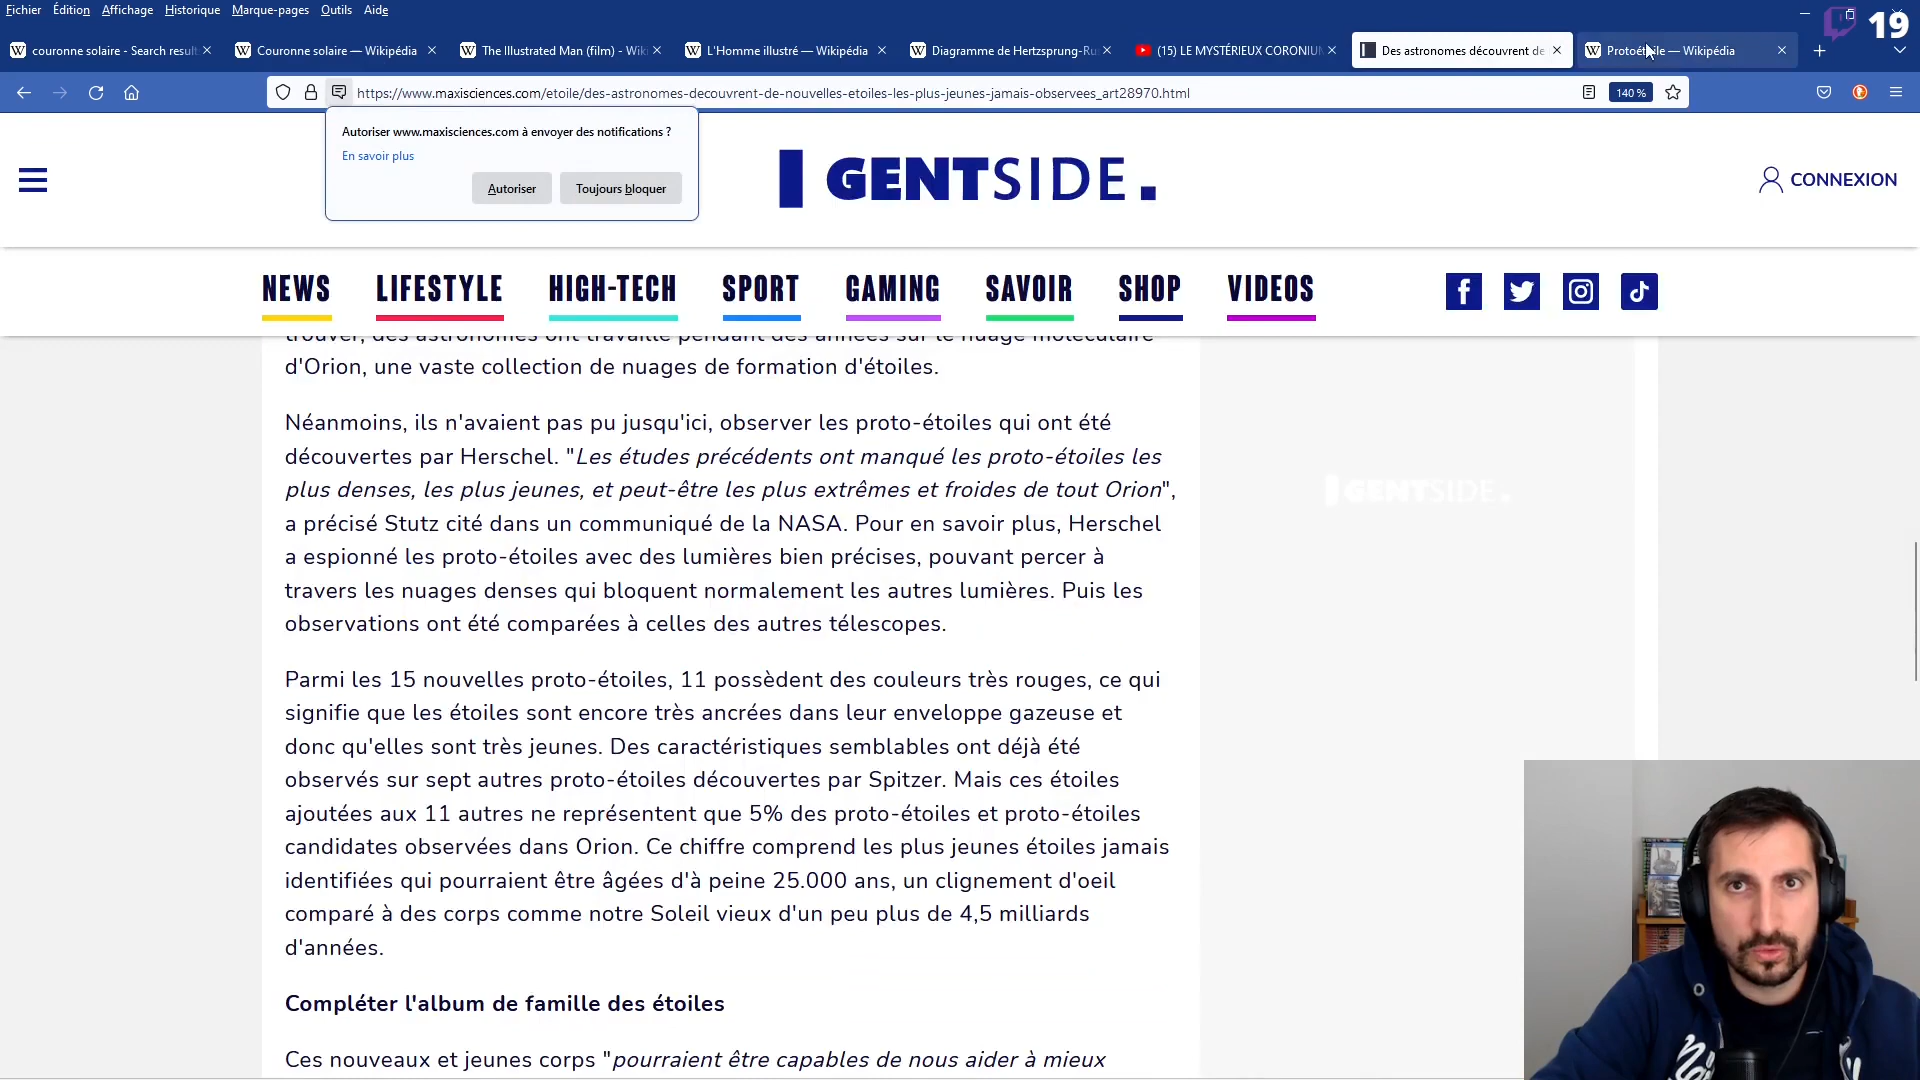 Fichier Édition Affichage Historique Marque-pages Outils Aide
19
couronne solaire - Search result
Couronne solaire — Wikipédia
The Illustrated Man (film) - Wiki
L'Homme illustré — Wikipédia
Diagramme de Hertzsprung-Ru
(15) LE MYSTÉRIEUX CORONIUM
Des astronomes découvrent de
Protoétoile — Wikipédia
https://www.maxisciences.com/etoile/des-astronomes-decouvrent-de-nouvelles-etoiles-les-plus-jeunes-jamais-observees_art28970.html
140 %
Autoriser www.maxisciences.com à envoyer des notifications ?
En savoir plus
Autoriser Toujours bloquer
GENTSIDE.
CONNEXION
NEWS LIFESTYLE HIGH-TECH SPORT GAMING SAVOIR SHOP VIDEOS
trouver, des astronomes ont travaillé pendant des années sur le nuage moléculaire
d'Orion, une vaste collection de nuages de formation d'étoiles.
Néanmoins, ils n'avaient pas pu jusqu'ici, observer les proto-étoiles qui ont été
découvertes par Herschel. "Les études précédents ont manqué les proto-étoiles les
plus denses, les plus jeunes, et peut-être les plus extrêmes et froides de tout Orion",
a précisé Stutz cité dans un communiqué de la NASA. Pour en savoir plus, Herschel
a espionné les proto-étoiles avec des lumières bien précises, pouvant percer à
travers les nuages denses qui bloquent normalement les autres lumières. Puis les
observations ont été comparées à celles des autres télescopes.
Parmi les 15 nouvelles proto-étoiles, 11 possèdent des couleurs très rouges, ce qui
signifie que les étoiles sont encore très ancrées dans leur enveloppe gazeuse et
donc qu'elles sont très jeunes. Des caractéristiques semblables ont déjà été
observés sur sept autres proto-étoiles découvertes par Spitzer. Mais ces étoiles
ajoutées aux 11 autres ne représentent que 5% des proto-étoiles et proto-étoiles
candidates observées dans Orion. Ce chiffre comprend les plus jeunes étoiles jamais
identifiées qui pourraient être âgées d'à peine 25.000 ans, un clignement d'oeil
comparé à des corps comme notre Soleil vieux d'un peu plus de 4,5 milliards
d'années.
Compléter l'album de famille des étoiles
Ces nouveaux et jeunes corps "pourraient être capables de nous aider à mieux
GENTSIDE.